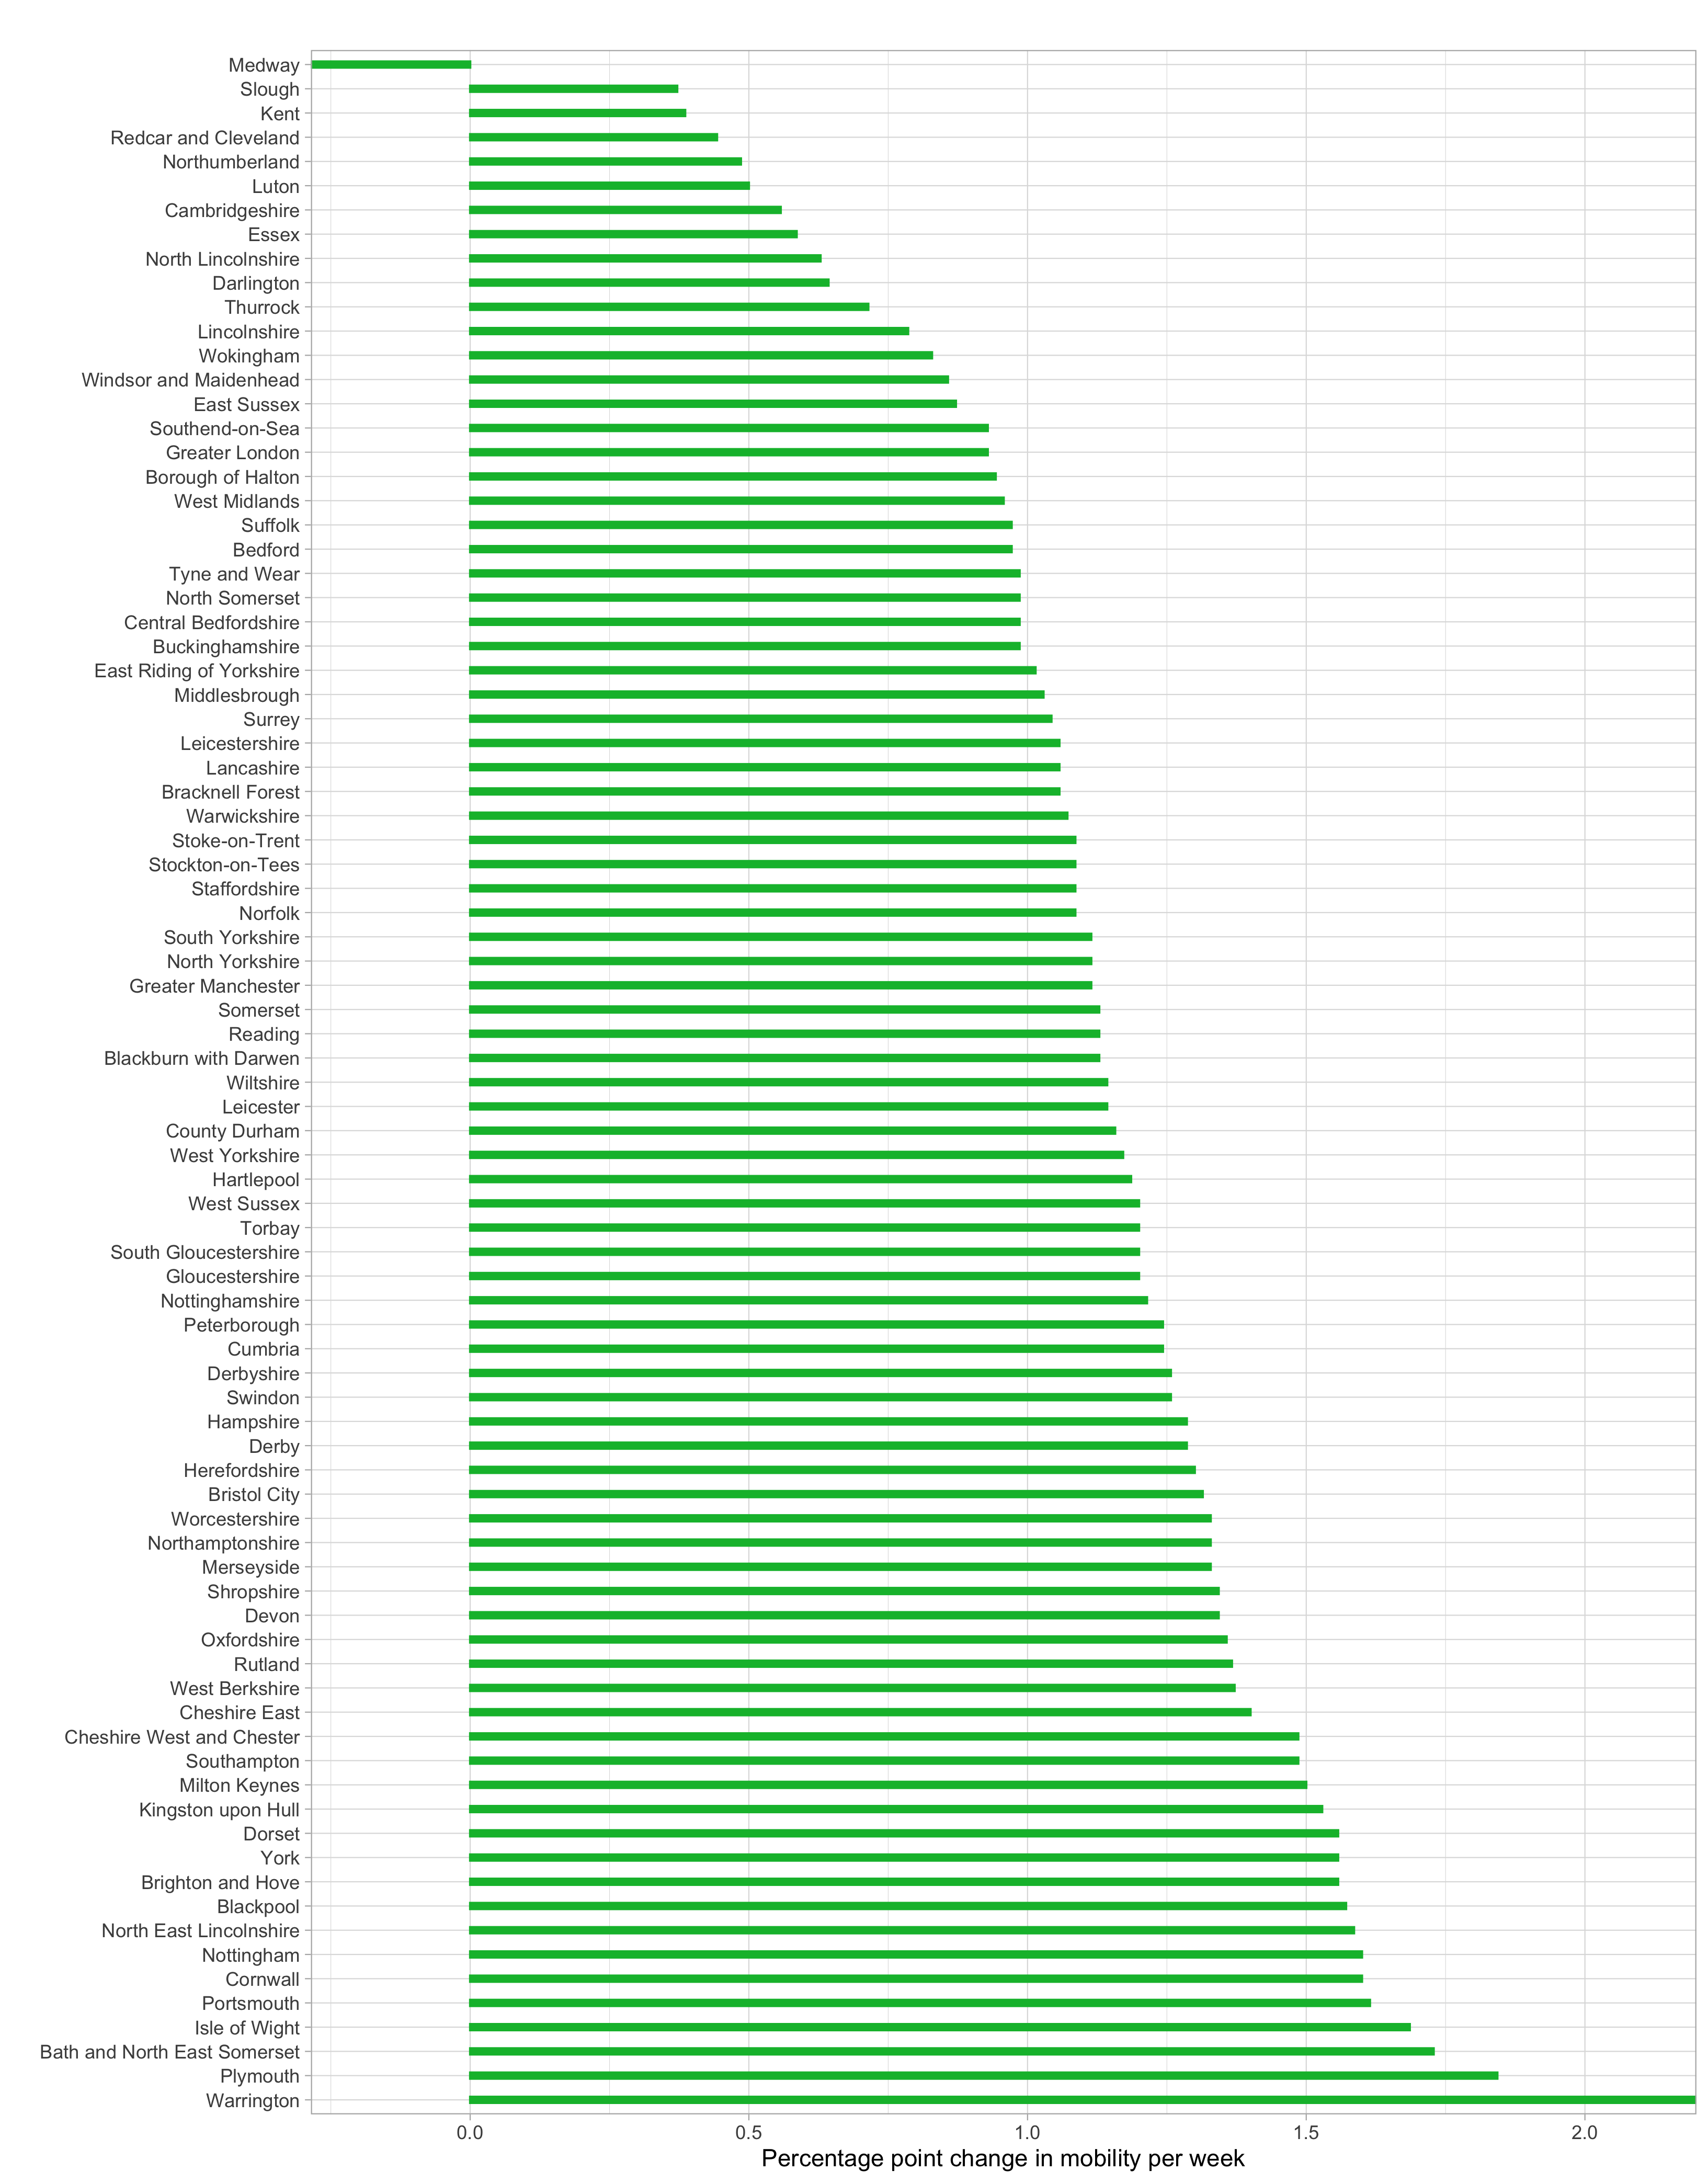 Medway
Slough
Kent
Redcar and Cleveland
Northumberland
Luton
Cambridgeshire
Essex
North Lincolnshire
Darlington
Thurrock
Lincolnshire
Wokingham
Windsor and Maidenhead
East Sussex
Southend-on-Sea
Greater London
Borough of Halton
West Midlands
Suffolk
Bedford
Tyne and Wear
North Somerset
Central Bedfordshire
Buckinghamshire
East Riding of Yorkshire
Middlesbrough
Surrey
Leicestershire
Lancashire
Bracknell Forest
Warwickshire
Stoke-on-Trent
Stockton-on-Tees
Staffordshire
Norfolk
South Yorkshire
North Yorkshire
Greater Manchester
Somerset
Reading
Blackburn with Darwen
Wiltshire
Leicester
County Durham
West Yorkshire
Hartlepool
West Sussex
Torbay
South Gloucestershire
Gloucestershire
Nottinghamshire
Peterborough
Cumbria
Derbyshire
Swindon
Hampshire
Derby
Herefordshire
Bristol City
Worcestershire
Northamptonshire
Merseyside
Shropshire
Devon
Oxfordshire
Rutland
West Berkshire
Cheshire East
Cheshire West and Chester
Southampton
Milton Keynes
Kingston upon Hull
Dorset
York
Brighton and Hove
Blackpool
North East Lincolnshire
Nottingham
Cornwall
Portsmouth
Isle of Wight
Bath and North East Somerset
Plymouth
Warrington
0.0 0.5 1.0 1.5 2.0
Percentage point change in mobility per week